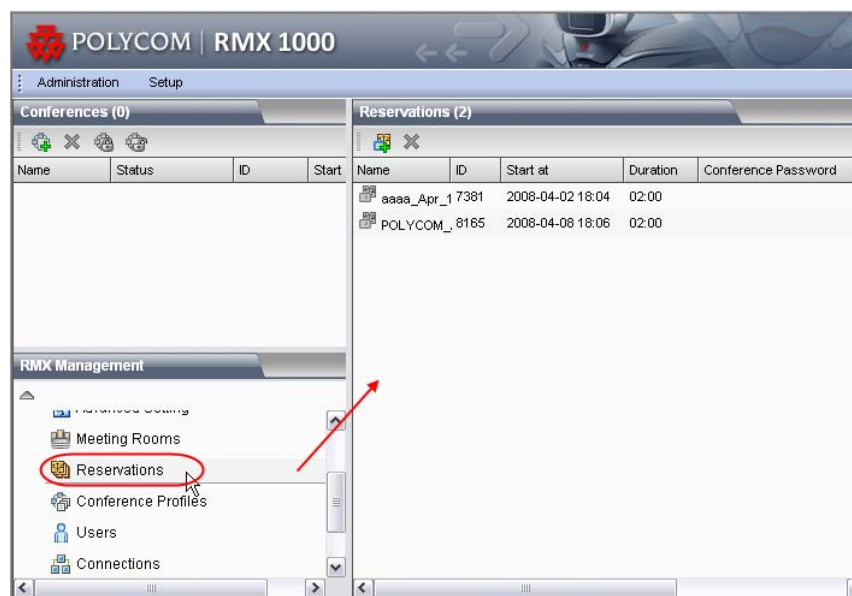 POLYCOM | RMX 1000
Administration Setup
Conferences (0)
Name Status ID Start
RMX Management
Meeting Rooms
Reservations
Conference Profiles
Users
Connections
Reservations (2)
Name ID Start at Duration Conference Password
aaaa_Apr_1 7381 2008-04-02 18:04 02:00
POLYCOM_ 8165 2008-04-08 18:06 02:00